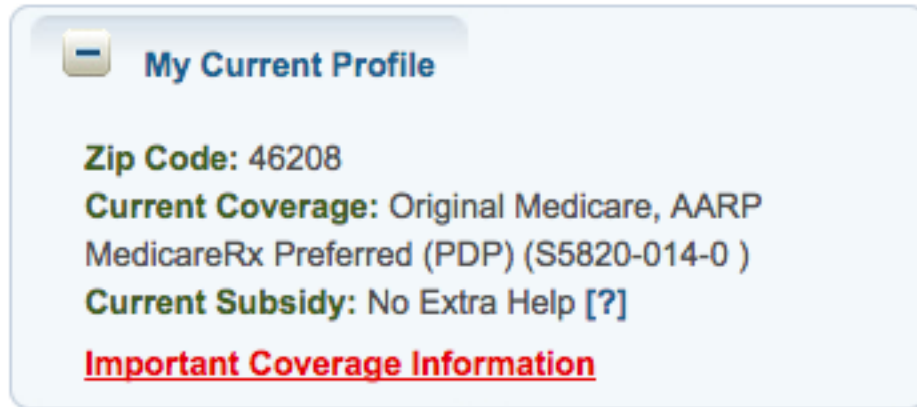 My Current Profile
Zip Code: 46208
Current Coverage: Original Medicare, AARP
MedicareRx Preferred (PDP) (S5820-014-0 )
Current Subsidy: No Extra Help [?]
Important Coverage Information